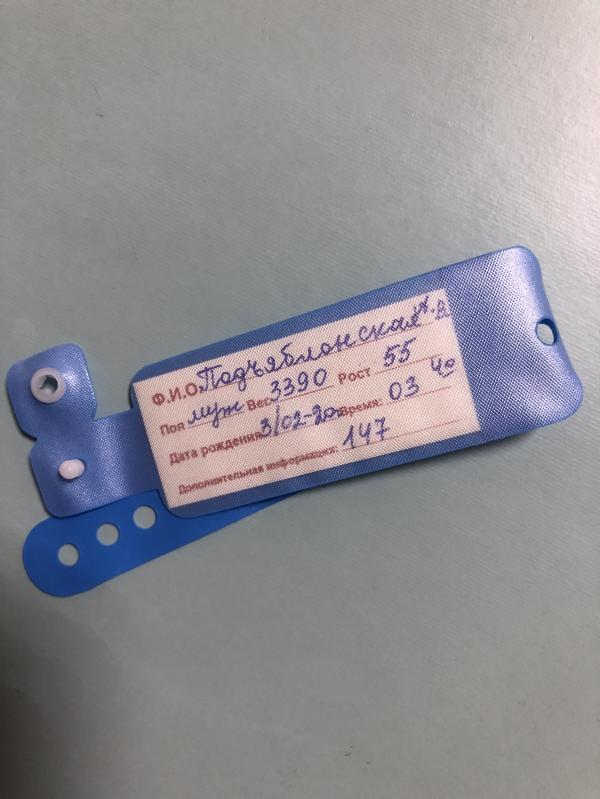 Ф.И.О. Подъяблонская
Пол муж Вес 3390 Рост 55
Дата рождения 3/02-20 Время: 03 40
Дополнительная информация: 147